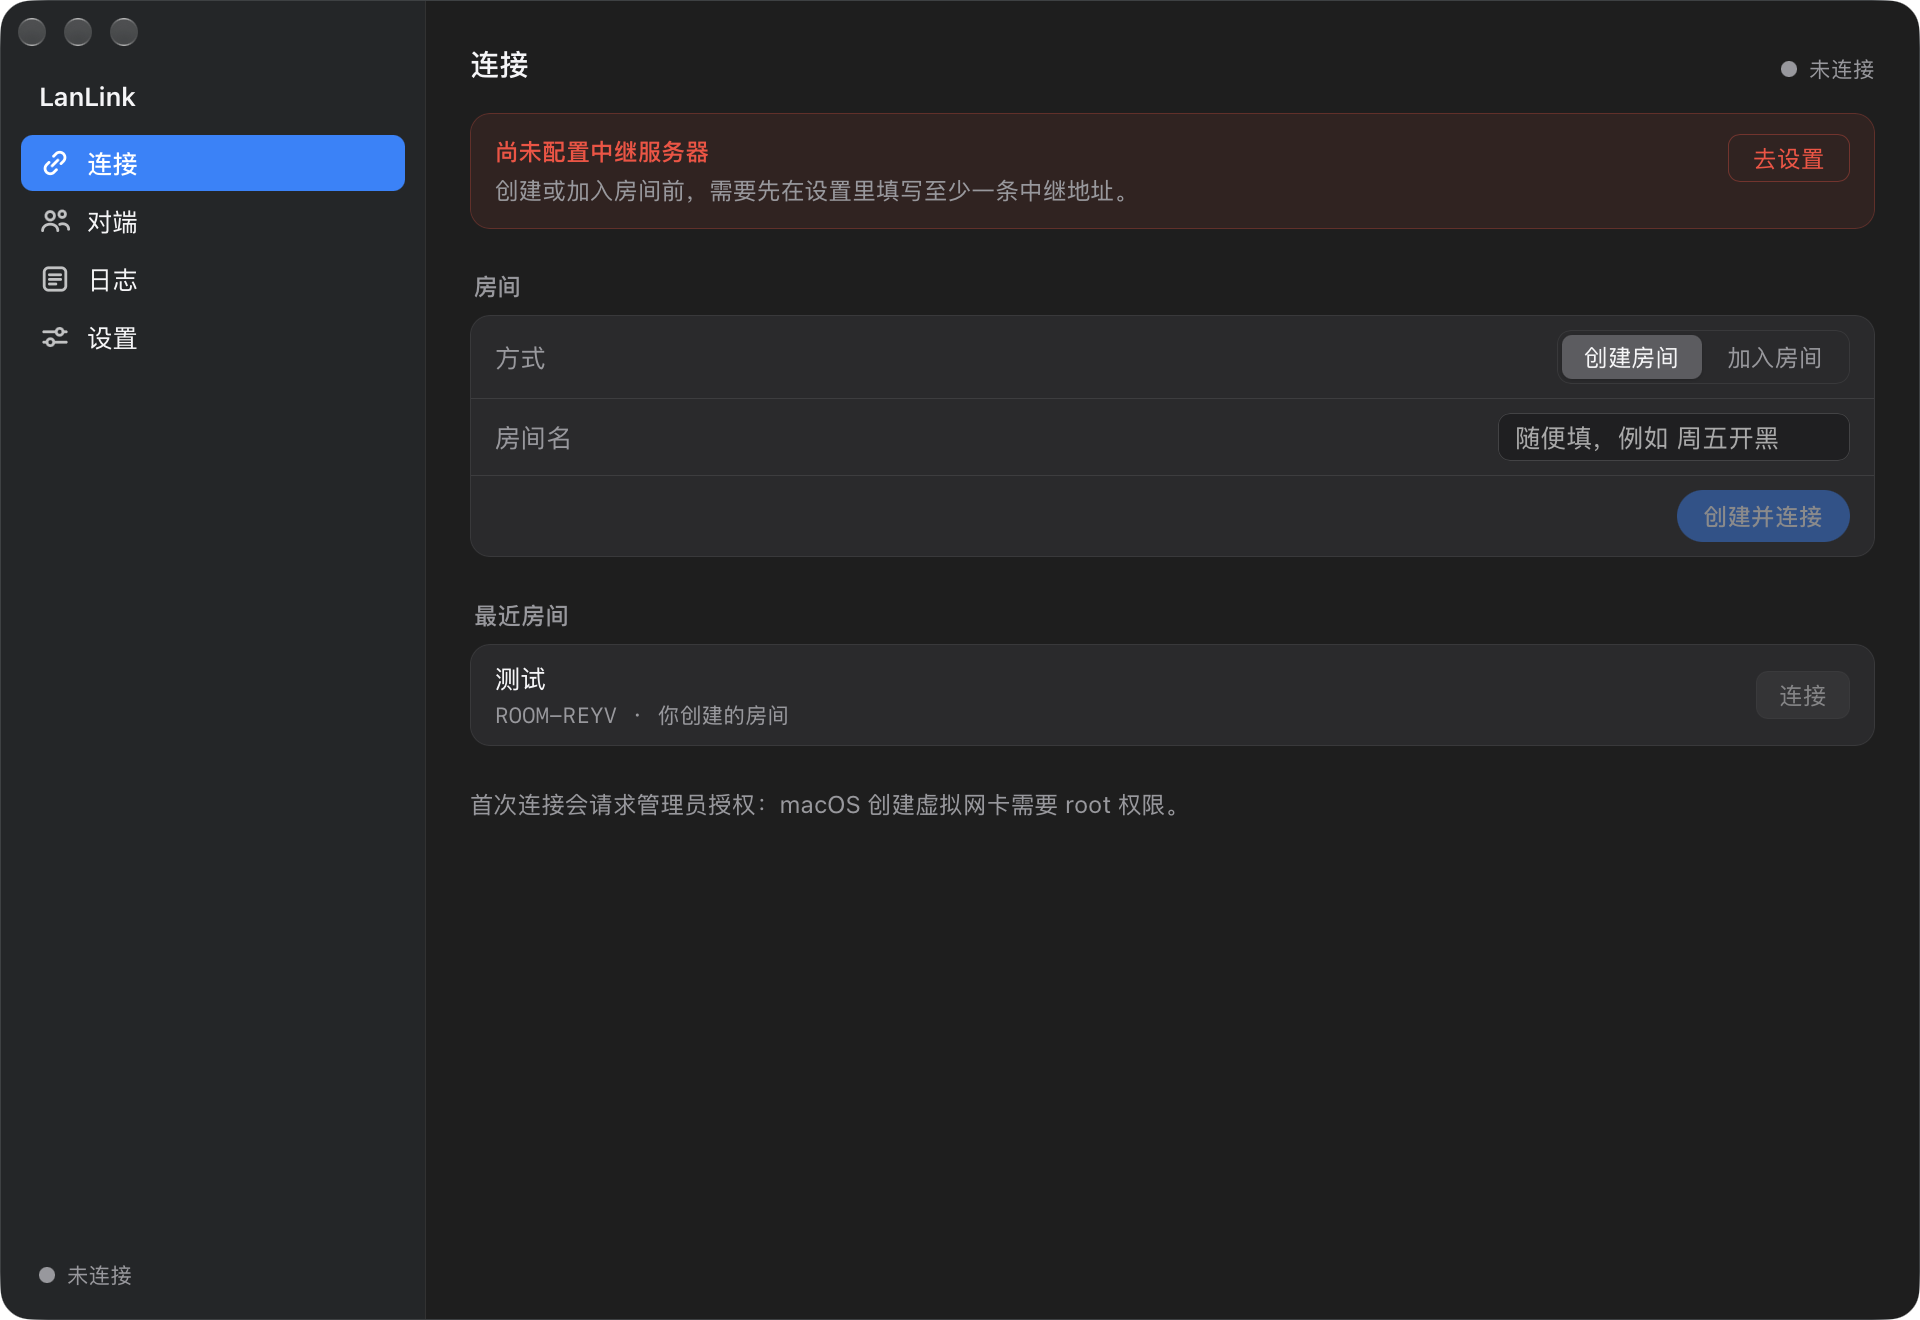 LanLink
连接
对端
日志
设置
未连接
连接
未连接
尚未配置中继服务器
去设置
创建或加入房间前，需要先在设置里填写至少一条中继地址。
房间
方式
创建房间
加入房间
房间名
随便填，例如 周五开黑
创建并连接
最近房间
测试
ROOM-REYV · 你创建的房间
连接
首次连接会请求管理员授权：macOS 创建虚拟网卡需要 root 权限。